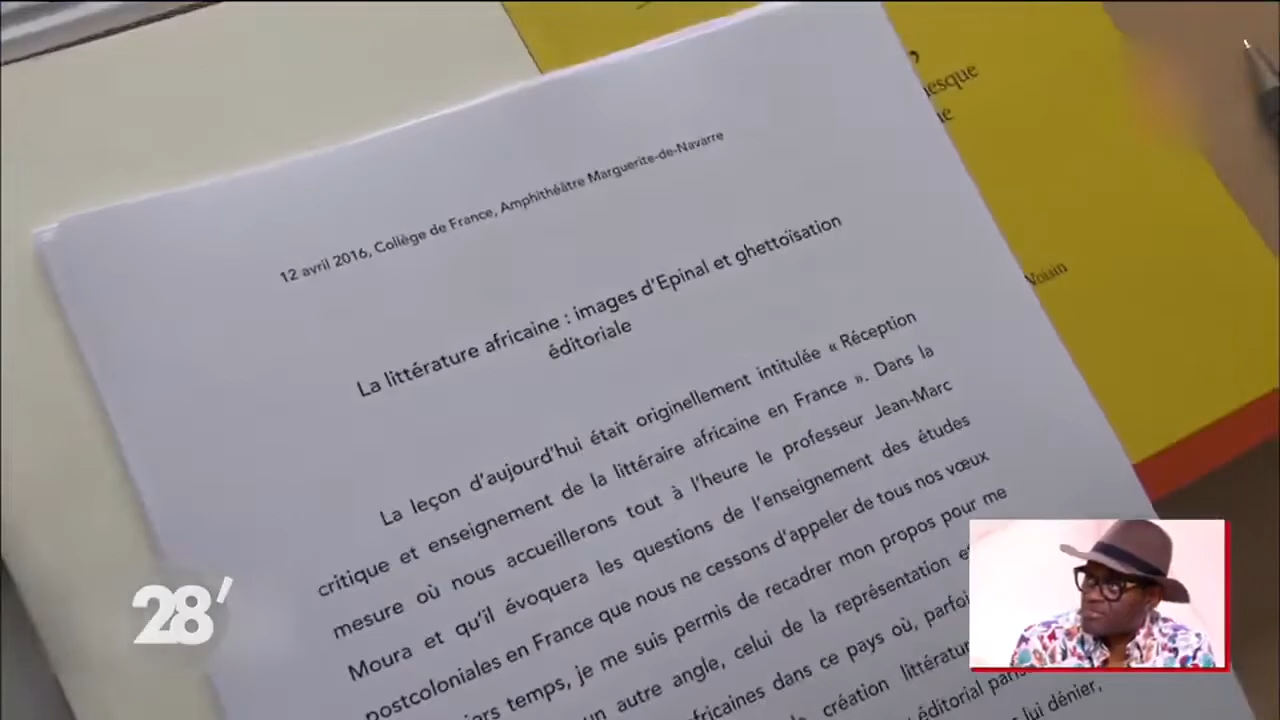 esque
Voisin
12 avril 2016, Collège de France, Amphithéâtre Marguerite-de-Navarre
La littérature africaine : images d'Epinal et ghettoïsation
éditoriale
La leçon d'aujourd'hui était originellement intitulée « Réception
critique et enseignement de la littéraire africaine en France ». Dans la
mesure où nous accueillerons tout à l'heure le professeur Jean-Marc
Moura et qu'il évoquera les questions de l'enseignement des études
postcoloniales en France que nous ne cessons d'appeler de tous nos vœux
temps, je me suis permis de recadrer mon propos pour me
un autre angle, celui de la représentation
africaines dans ce pays où, parfoi
création
éditorial
lui dénier,
28'